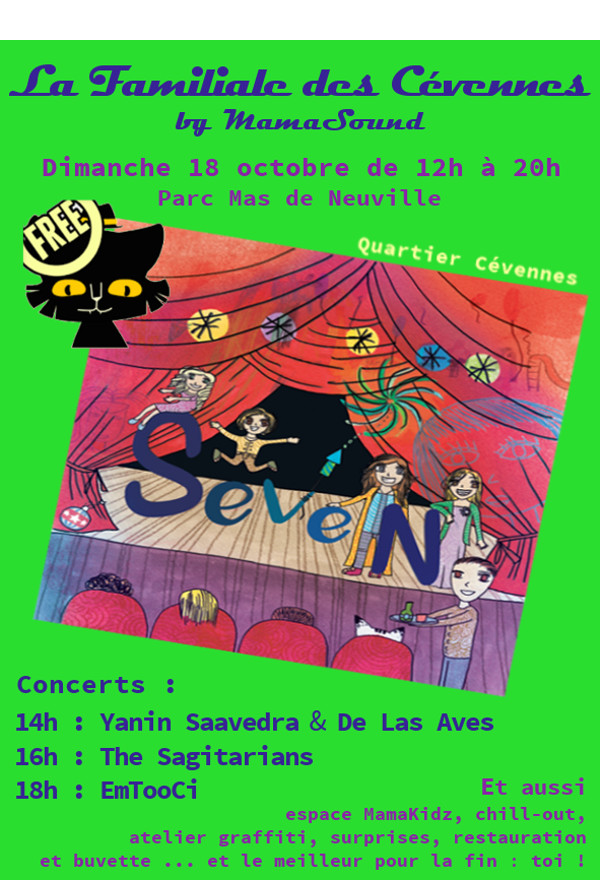 La Familiale des Cévennes
by MamaSound
Dimanche 18 octobre de 12h à 20h
Parc Mas de Neuville
FREE
Quartier Cévennes
SeveN
Concerts :
14h : Yanin Saavedra & De Las Aves
16h : The Sagitarians
18h : EmTooCi
Et aussi
espace MamaKidz, chill-out,
atelier graffiti, surprises, restauration
et buvette ... et le meilleur pour la fin : toi !